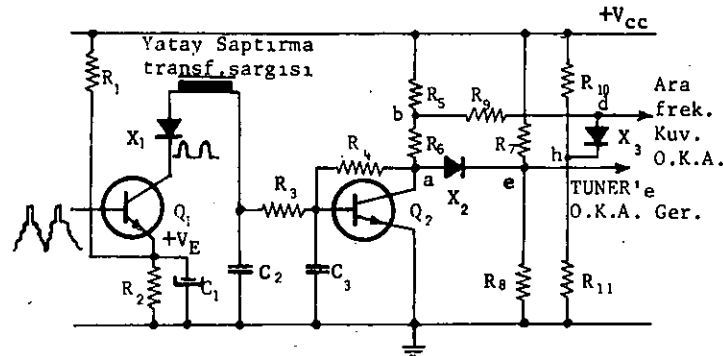 +Vcc
Yatay Saptırma
transf.sargısı
R1
X1
R5
R9
R10
b
d
Ara
frek.
Kuv.
O.K.A.
R4
R6
R7
X3
h
a
X2
e
TUNER'e
O.K.A. Ger.
R3
Q1
Q2
+VE
R2
C1
C2
C3
R8
R11